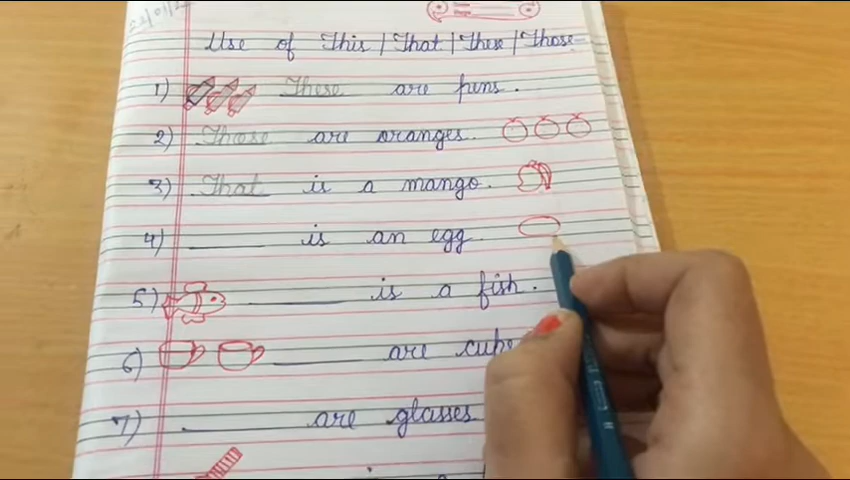 Use of This | That | These | Those
1) These are pens.
2) Those are oranges.
3) That is a mango.
4) ______ is an egg.
5) ______ is a fish.
6) ______ are cups
7) ______ are glasses